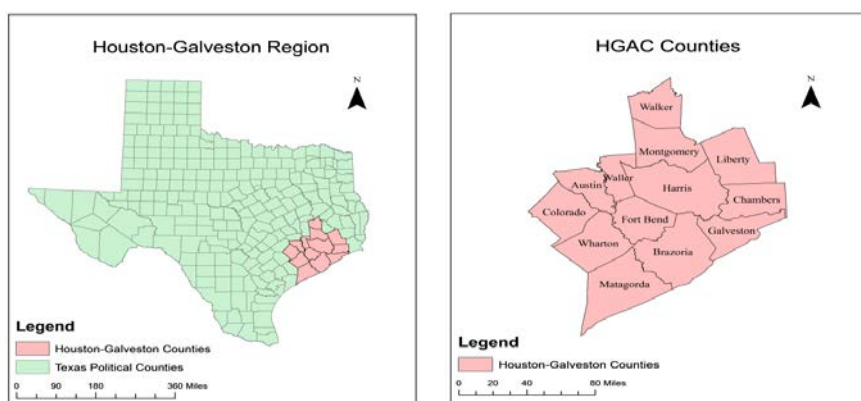 Houston-Galveston Region
N
Legend
Houston-Galveston Counties
Texas Political Counties
0 90 180 360 Miles
HGAC Counties
N
Walker
Montgomery
Liberty
Waller
Austin
Harris
Chambers
Colorado
Fort Bend
Galveston
Wharton
Brazoria
Matagorda
Legend
Houston-Galveston Counties
0 20 40 80 Miles